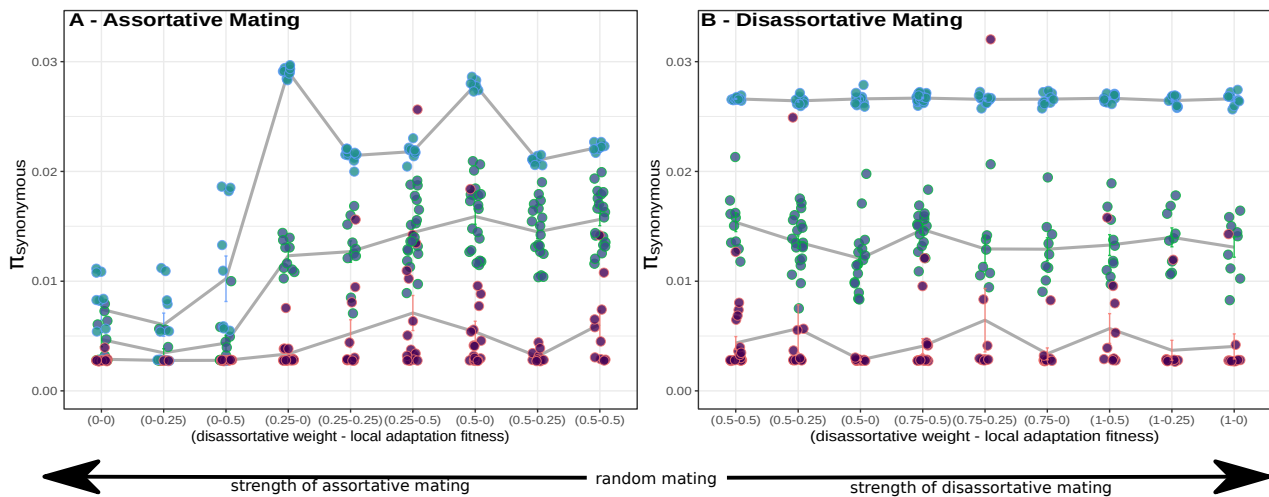 A - Assortative Mating
B - Disassortative Mating
πsynonymous
0.03
0.02
0.01
0.00
(0-0) (0-0.25) (0-0.5) (0.25-0) (0.25-0.25) (0.25-0.5) (0.5-0) (0.5-0.25) (0.5-0.5)
(disassortative weight - local adaptation fitness)
πsynonymous
0.03
0.02
0.01
0.00
(0.5-0.5) (0.5-0.25) (0.5-0) (0.75-0.5) (0.75-0.25) (0.75-0) (1-0.5) (1-0.25) (1-0)
(disassortative weight - local adaptation fitness)
strength of assortative mating
random mating
strength of disassortative mating